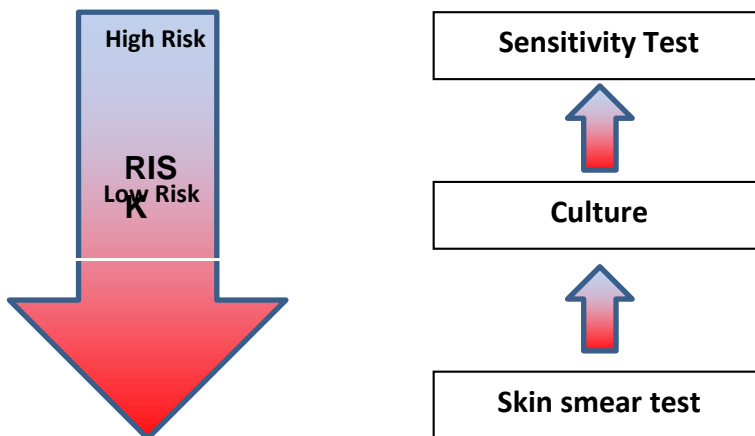 High Risk
RIS
Low Risk
K
Sensitivity Test
Culture
Skin smear test